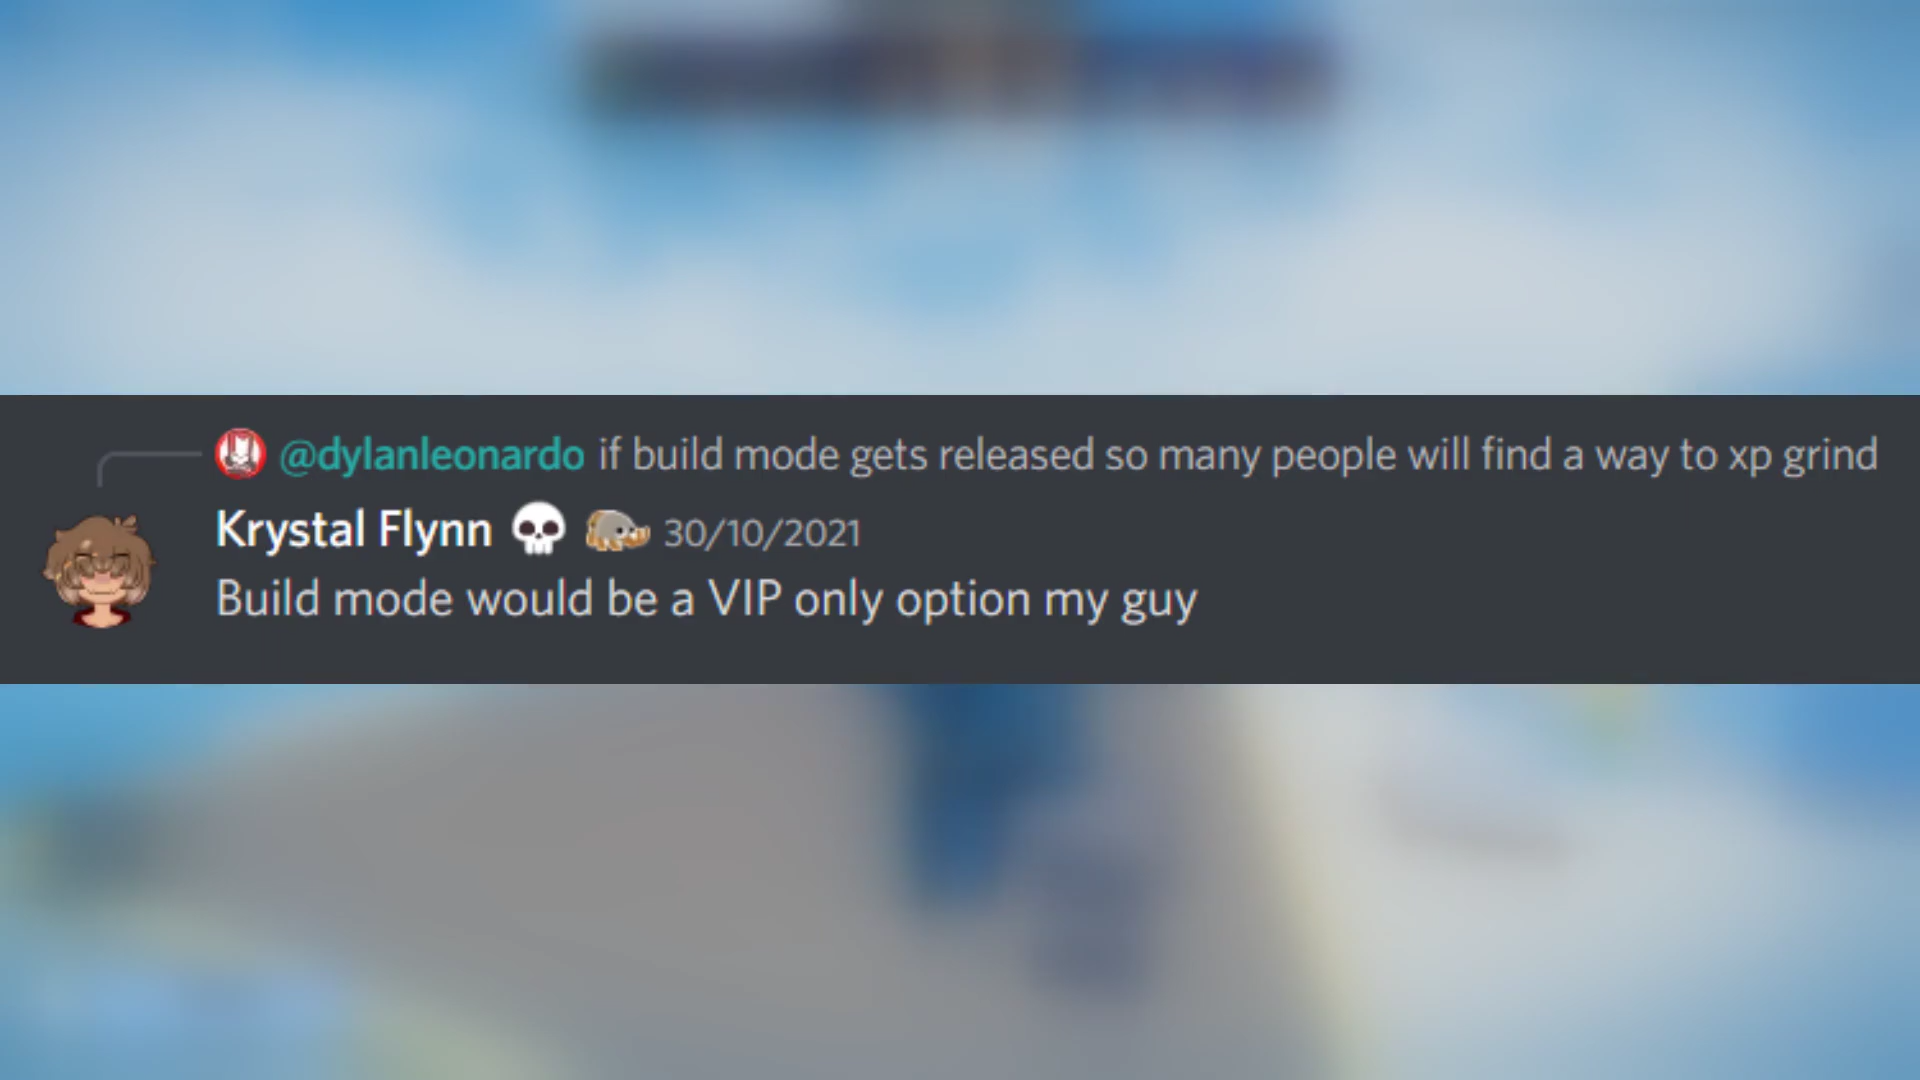 @dylanleonardo if build mode gets released so many people will find a way to xp grind
Krystal Flynn 💀 30/10/2021
Build mode would be a VIP only option my guy